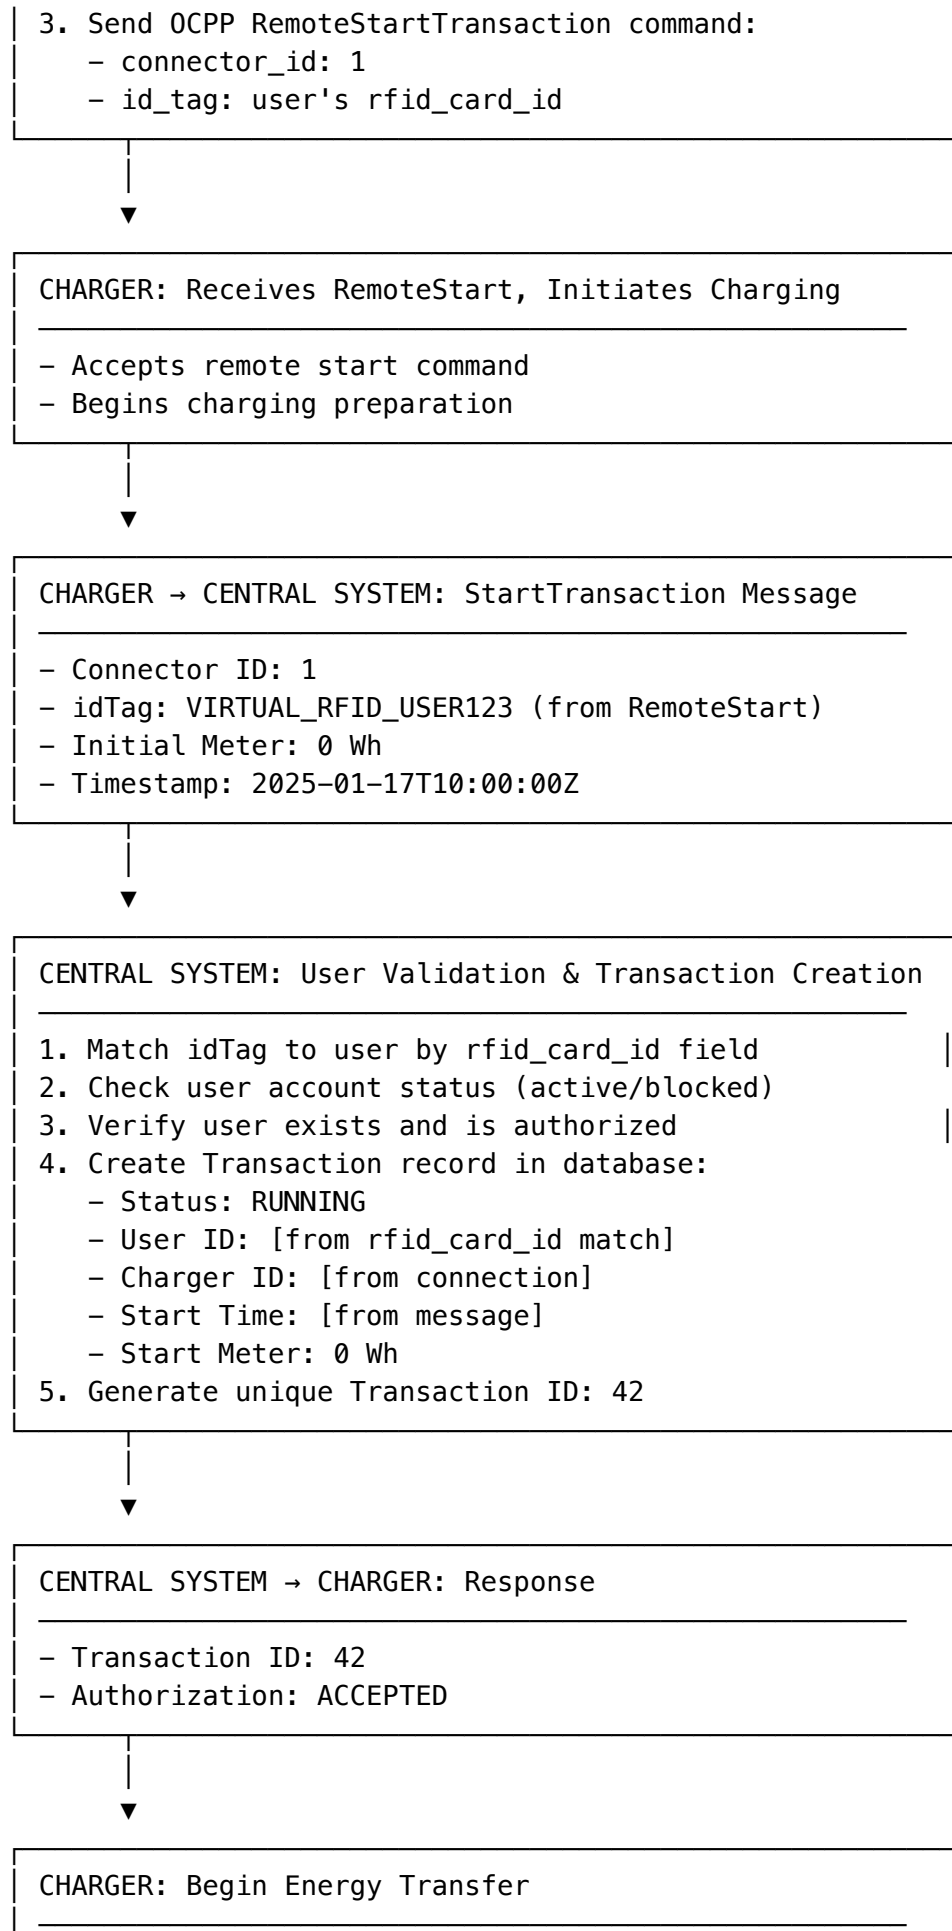 3. Send OCPP RemoteStartTransaction command:
– connector_id: 1
– id_tag: user's rfid_card_id
CHARGER: Receives RemoteStart, Initiates Charging
– Accepts remote start command
– Begins charging preparation
CHARGER → CENTRAL SYSTEM: StartTransaction Message
– Connector ID: 1
– idTag: VIRTUAL_RFID_USER123 (from RemoteStart)
– Initial Meter: 0 Wh
– Timestamp: 2025–01–17T10:00:00Z
CENTRAL SYSTEM: User Validation & Transaction Creation
1. Match idTag to user by rfid_card_id field
2. Check user account status (active/blocked)
3. Verify user exists and is authorized
4. Create Transaction record in database:
– Status: RUNNING
– User ID: [from rfid_card_id match]
– Charger ID: [from connection]
– Start Time: [from message]
– Start Meter: 0 Wh
5. Generate unique Transaction ID: 42
CENTRAL SYSTEM → CHARGER: Response
– Transaction ID: 42
– Authorization: ACCEPTED
CHARGER: Begin Energy Transfer